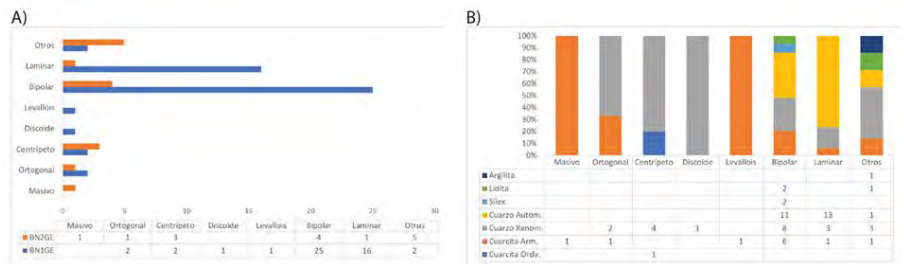 A)
Otros
Laminar
Bipolar
Levallois
Discoide
Centrípeto
Ortogonal
Masivo
0 5 10 15 20 25 30
Masivo Ortogonal Centrípeto Discoide Levallois Bipolar Laminar Otros
BN2GE 1 1 3 4 1 5
BN1GE 2 2 1 1 25 16 2
B)
100%
90%
80%
70%
60%
50%
40%
30%
20%
10%
0%
Masivo Ortogonal Centrípeto Discoide Levallois Bipolar Laminar Otros
Argilita 1
Lidita 2 1
Sílex 2
Cuarzo Autom. 11 13 1
Cuarzo Xenom. 2 4 1 8 3 3
Cuarcita Arm. 1 1 1 6 1 1
Cuarcita Ordv. 1